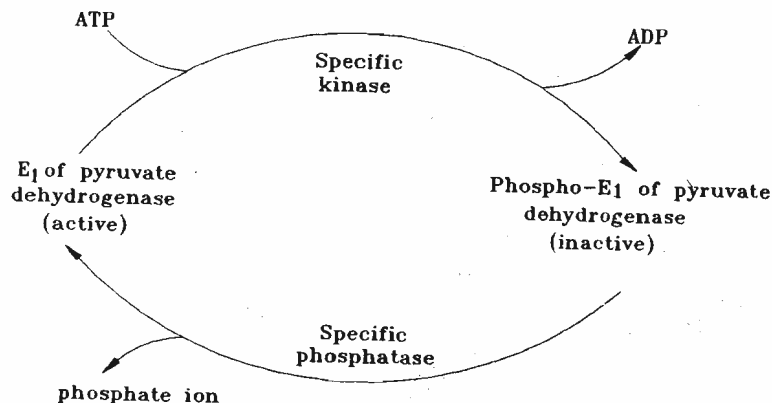 ATP
ADP
Specific
kinase
E1 of pyruvate
dehydrogenase
(active)
Phospho-E1 of pyruvate
dehydrogenase
(inactive)
Specific
phosphatase
phosphate ion